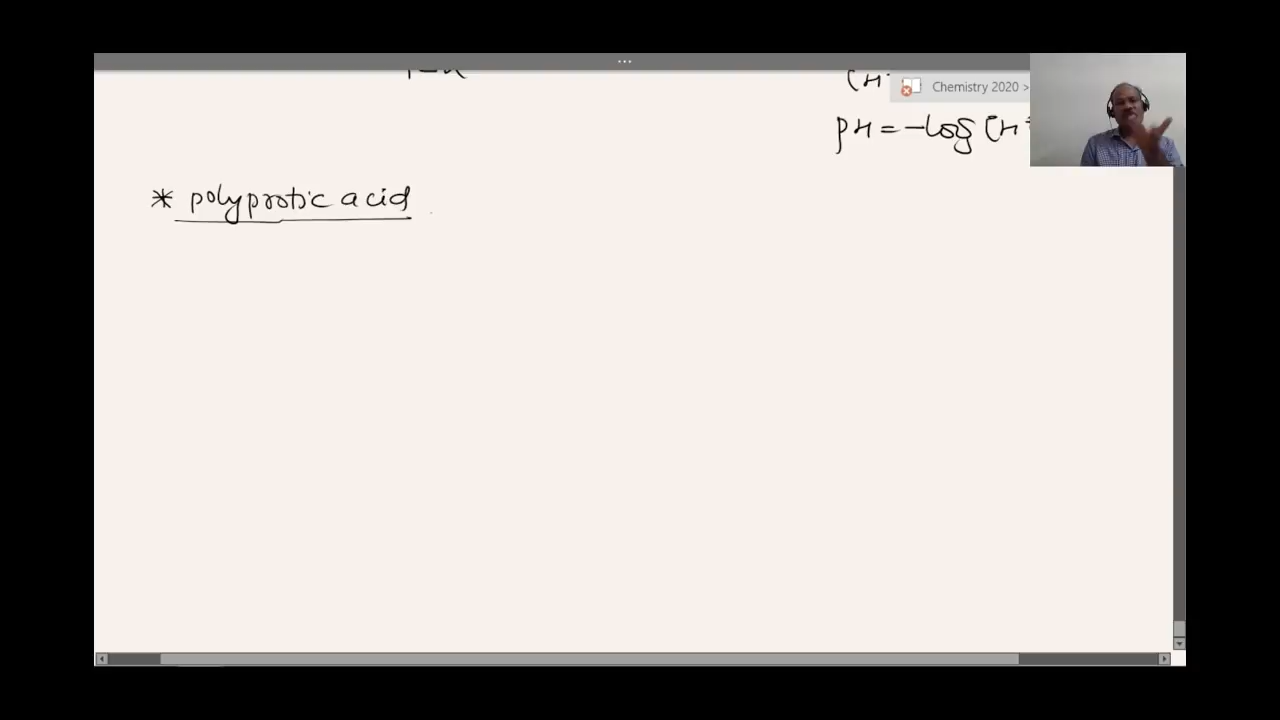 Chemistry 2020 >
pH = -log [H+
* polyprotic acid